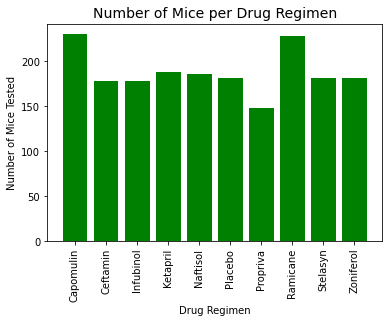 Number of Mice per Drug Regimen
Number of Mice Tested
200
150
100
50
0
Capomulin
Ceftamin
Infubinol
Ketapril
Naftisol
Placebo
Propriva
Ramicane
Stelasyn
Zoniferol
Drug Regimen